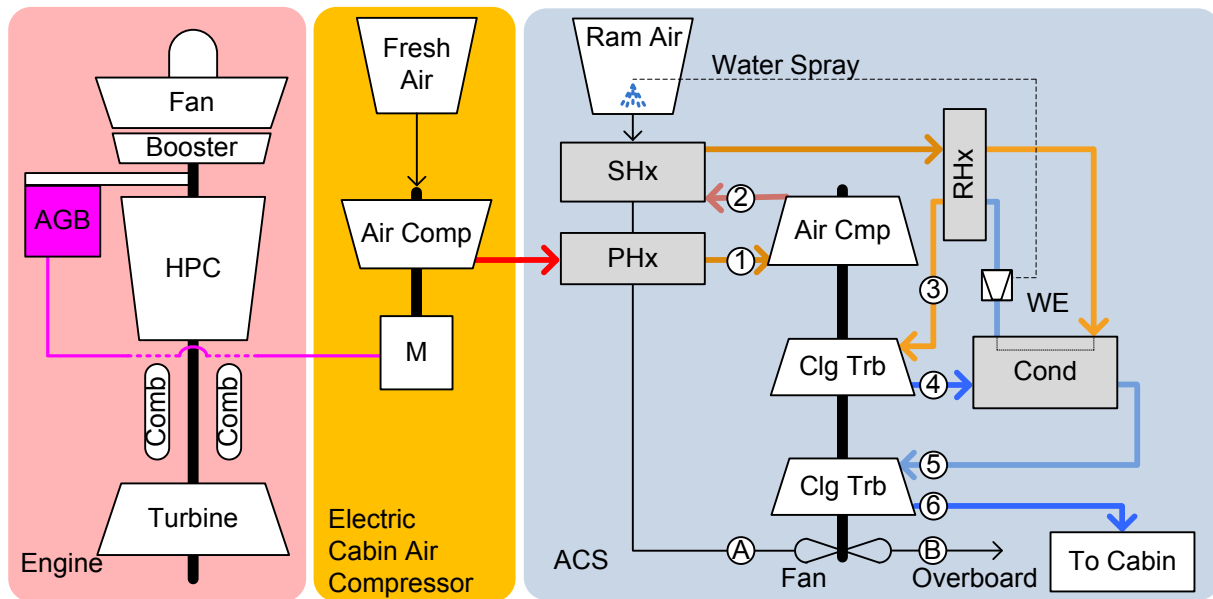 Fan
Booster
AGB
HPC
Comb
Comb
Turbine
Engine
Fresh
Air
Air Comp
M
Electric
Cabin Air
Compressor
Ram Air
Water Spray
SHx
RHx
2
Air Cmp
PHx
1
3
WE
Clg Trb
4
Cond
Clg Trb
5
6
ACS
A
Fan
B
Overboard
To Cabin